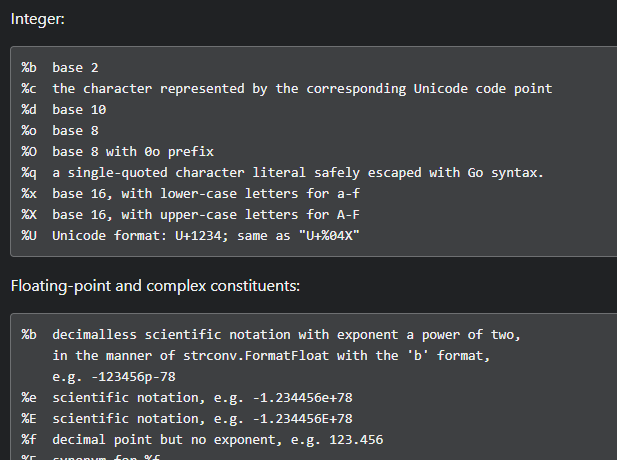 Integer:
%b  base 2
%c  the character represented by the corresponding Unicode code point
%d  base 10
%o  base 8
%O  base 8 with 0o prefix
%q  a single-quoted character literal safely escaped with Go syntax.
%x  base 16, with lower-case letters for a-f
%X  base 16, with upper-case letters for A-F
%U  Unicode format: U+1234; same as "U+%04X"
Floating-point and complex constituents:
%b  decimalless scientific notation with exponent a power of two,
in the manner of strconv.FormatFloat with the 'b' format,
e.g. -123456p-78
%e  scientific notation, e.g. -1.234456e+78
%E  scientific notation, e.g. -1.234456E+78
%f  decimal point but no exponent, e.g. 123.456
%F  synonym for %f